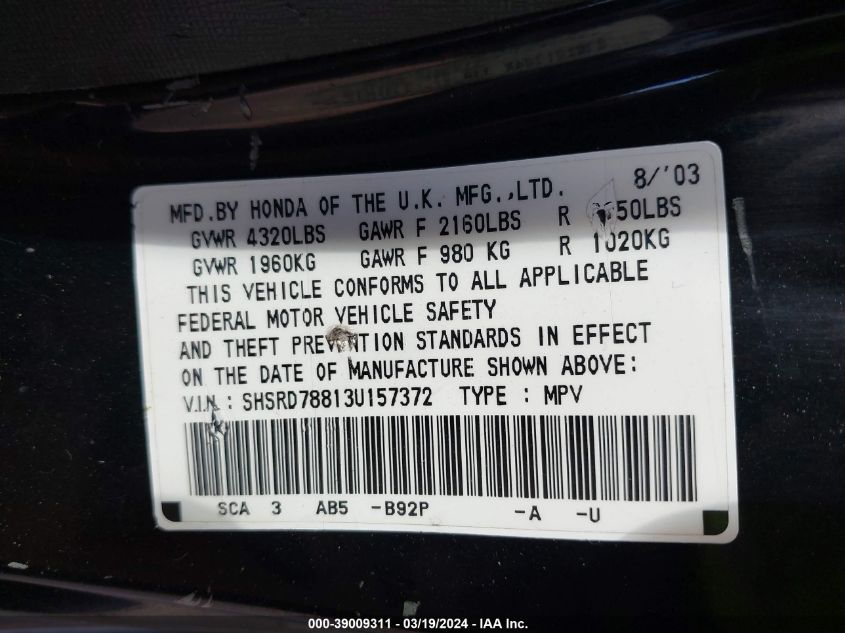 MFD.BY HONDA OF THE U.K. MFG.,LTD. 8/'03
GVWR 4320LBS GAWR F 2160LBS R 50LBS
GVWR 1960KG GAWR F 980 KG R 1020KG
THIS VEHICLE CONFORMS TO ALL APPLICABLE
FEDERAL MOTOR VEHICLE SAFETY
AND THEFT PREVENTION STANDARDS IN EFFECT
ON THE DATE OF MANUFACTURE SHOWN ABOVE:
V.I.N.: SHSRD78813U157372 TYPE : MPV
SCA 3 AB5 -B92P -A -U
000-39009311 - 03/19/2024 - IAA Inc.